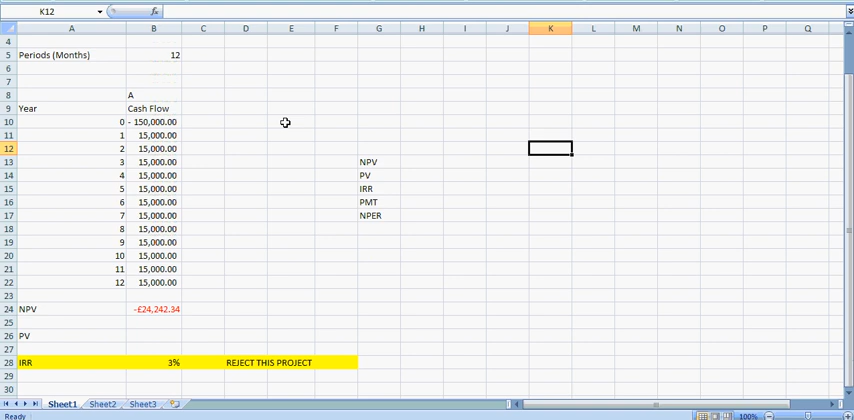 K12 fx
A B C D E F G H I J K L M N O P Q
4
5 Periods (Months) 12
6
7
8 A
9 Year Cash Flow
10 0 - 150,000.00
11 1 15,000.00
12 2 15,000.00
13 3 15,000.00 NPV
14 4 15,000.00 PV
15 5 15,000.00 IRR
16 6 15,000.00 PMT
17 7 15,000.00 NPER
18 8 15,000.00
19 9 15,000.00
20 10 15,000.00
21 11 15,000.00
22 12 15,000.00
23
24 NPV -£24,242.34
25
26 PV
27
28 IRR 3% REJECT THIS PROJECT
29
30
Sheet1 Sheet2 Sheet3
Ready 100%